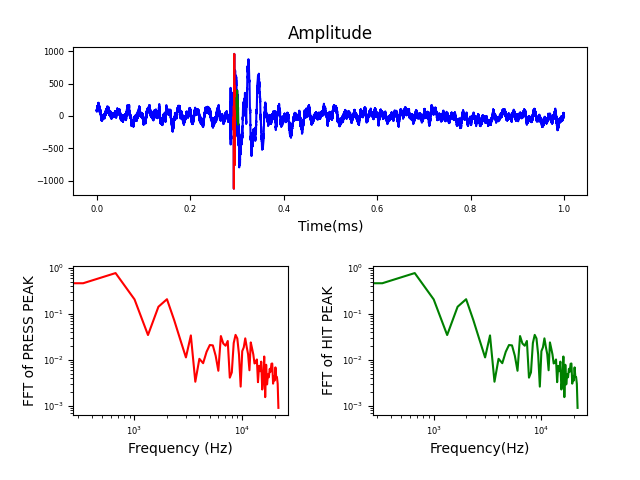 Amplitude
1000
500
0
−500
−1000
0.0 0.2 0.4 0.6 0.8 1.0
Time(ms)
FFT of PRESS PEAK
10⁰
10⁻¹
10⁻²
10⁻³
10³ 10⁴
Frequency (Hz)
FFT of HIT PEAK
10⁰
10⁻¹
10⁻²
10⁻³
10³ 10⁴
Frequency(Hz)